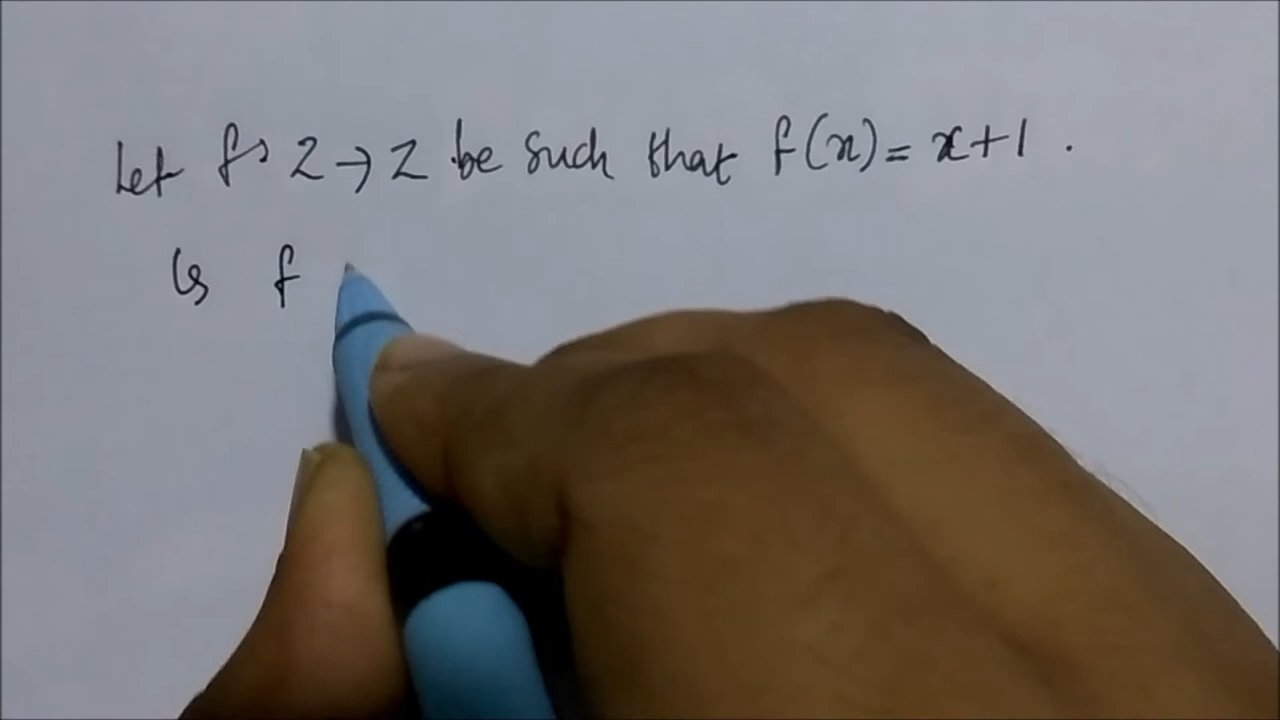 Let f: Z → Z be such that f(x) = x+1 .
Is f